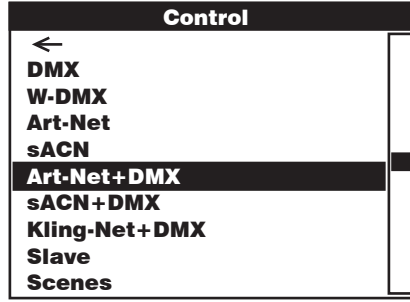 Control
←
DMX
W-DMX
Art-Net
sACN
Art-Net+DMX
sACN+DMX
Kling-Net+DMX
Slave
Scenes